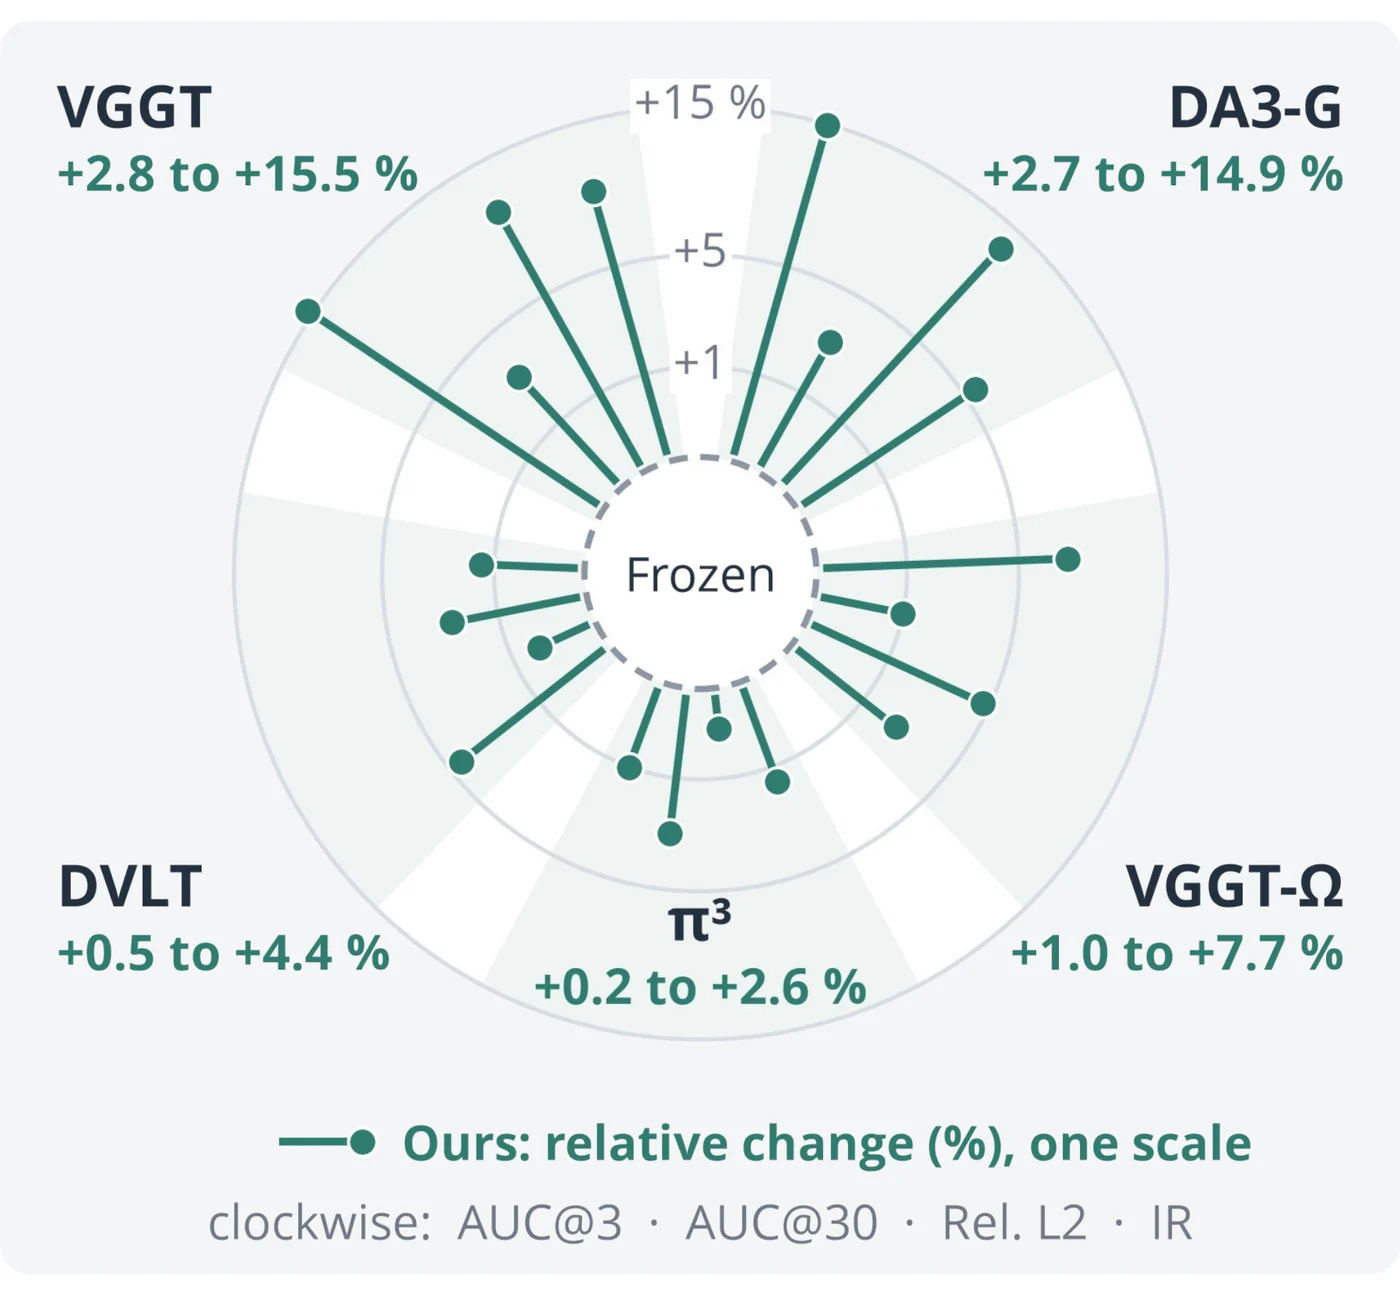 VGGT
+2.8 to +15.5 %
DA3-G
+2.7 to +14.9 %
+15 %
+5
+1
Frozen
DVLT
+0.5 to +4.4 %
π³
+0.2 to +2.6 %
VGGT-Ω
+1.0 to +7.7 %
Ours: relative change (%), one scale
clockwise: AUC@3 · AUC@30 · Rel. L2 · IR